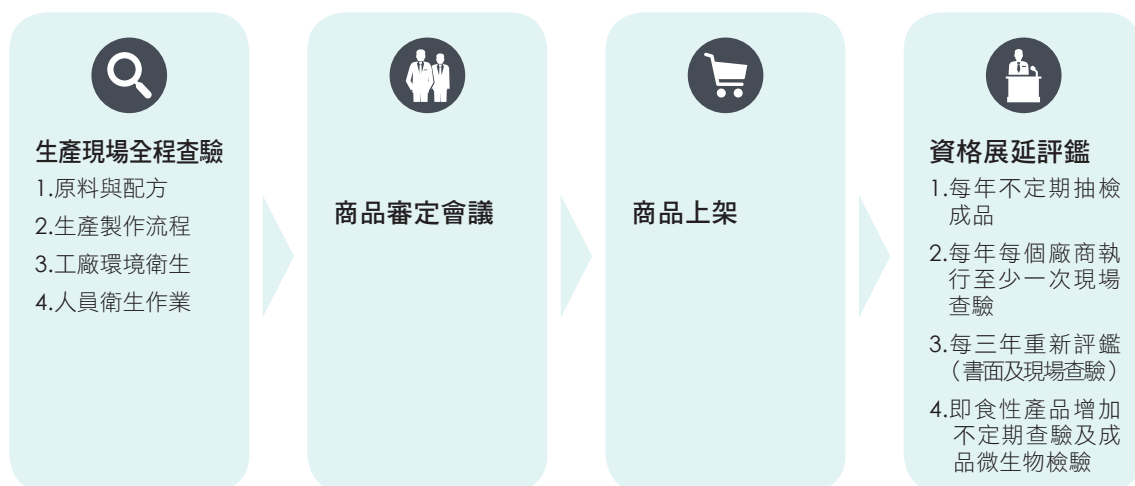 生產現場全程查驗
1.原料與配方
2.生產製作流程
3.工廠環境衛生
4.人員衛生作業
商品審定會議
商品上架
資格展延評鑑
1.每年不定期抽檢
成品
2.每年每個廠商執
行至少一次現場
查驗
3.每三年重新評鑑
（書面及現場查驗）
4.即食性產品增加
不定期查驗及成
品微生物檢驗